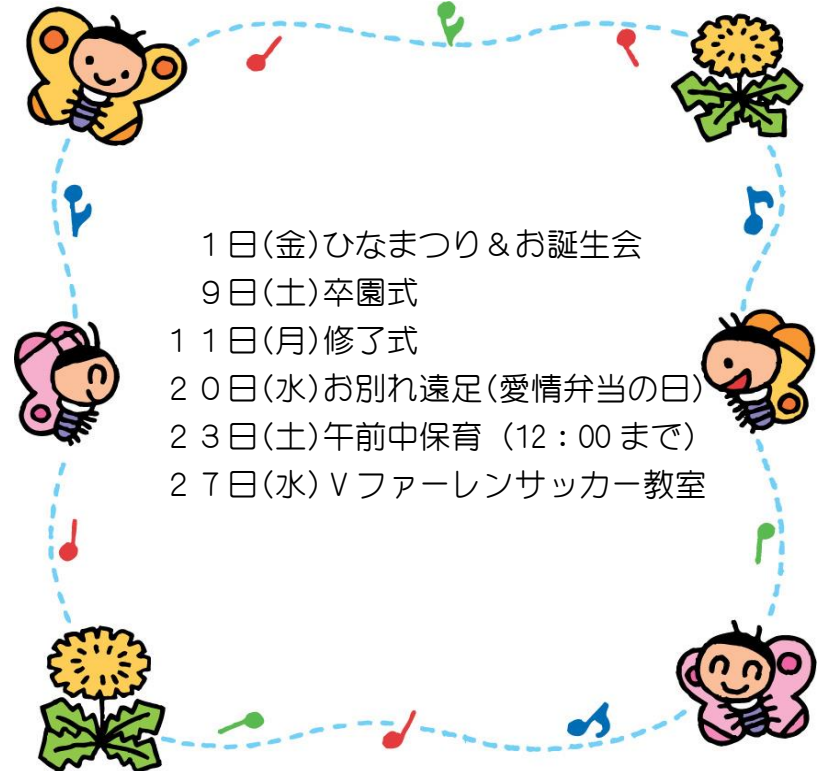 １日(金)ひなまつり＆お誕生会
９日(土)卒園式
１１日(月)修了式
２０日(水)お別れ遠足(愛情弁当の日)
２３日(土)午前中保育（12：00まで）
２７日(水)Ｖファーレンサッカー教室